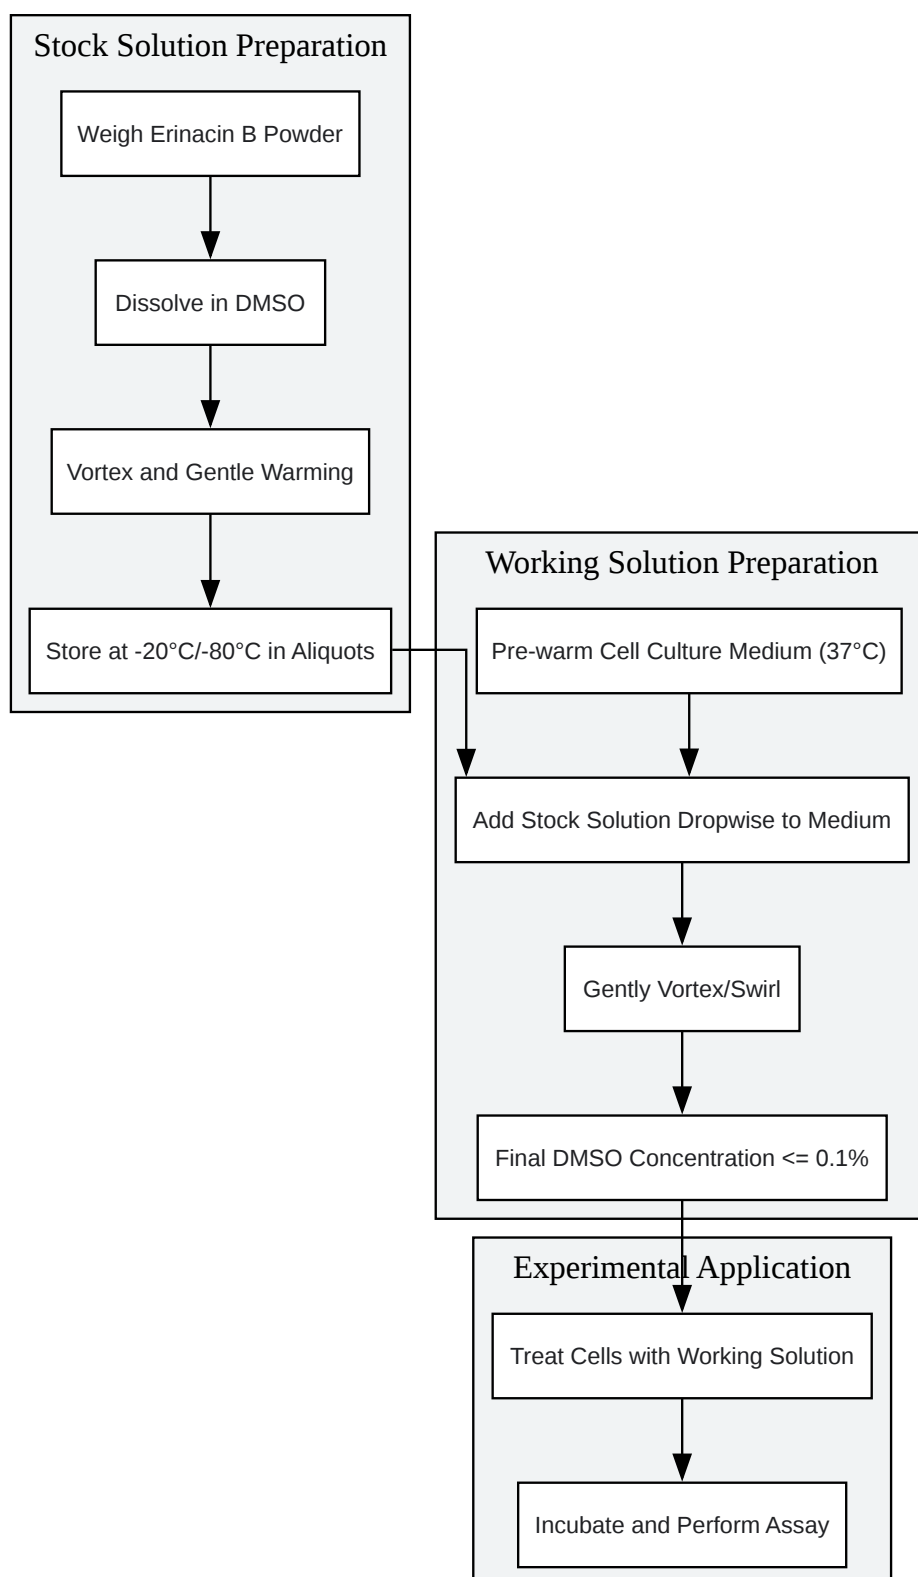 Stock Solution Preparation
Weigh Erinacin B Powder
Dissolve in DMSO
Vortex and Gentle Warming
Store at -20°C/-80°C in Aliquots
Working Solution Preparation
Pre-warm Cell Culture Medium (37°C)
Add Stock Solution Dropwise to Medium
Gently Vortex/Swirl
Final DMSO Concentration <= 0.1%
Experimental Application
Treat Cells with Working Solution
Incubate and Perform Assay